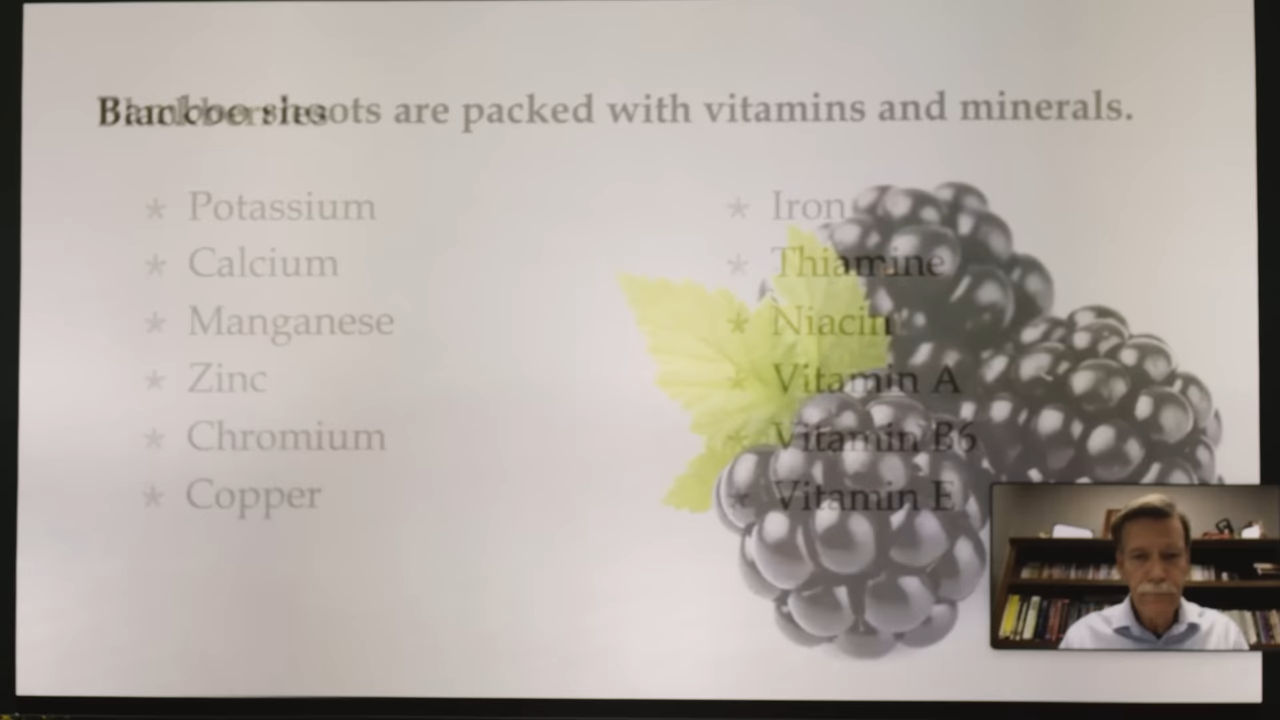 Bamboo shoots are packed with vitamins and minerals.
Blackberries
* Potassium
* Calcium
* Manganese
* Zinc
* Chromium
* Copper
* Iron
* Thiamine
* Niacin
* Vitamin A
* Vitamin B6
* Vitamin E